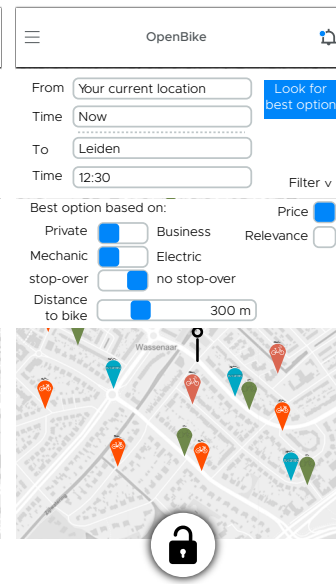 OpenBike
From Your current location
Look for
best option
Time Now
To Leiden
Time 12:30
Filter v
Best option based on:
Price
Private Business
Relevance
Mechanic Electric
stop-over no stop-over
Distance
to bike 300 m
Wassenaar